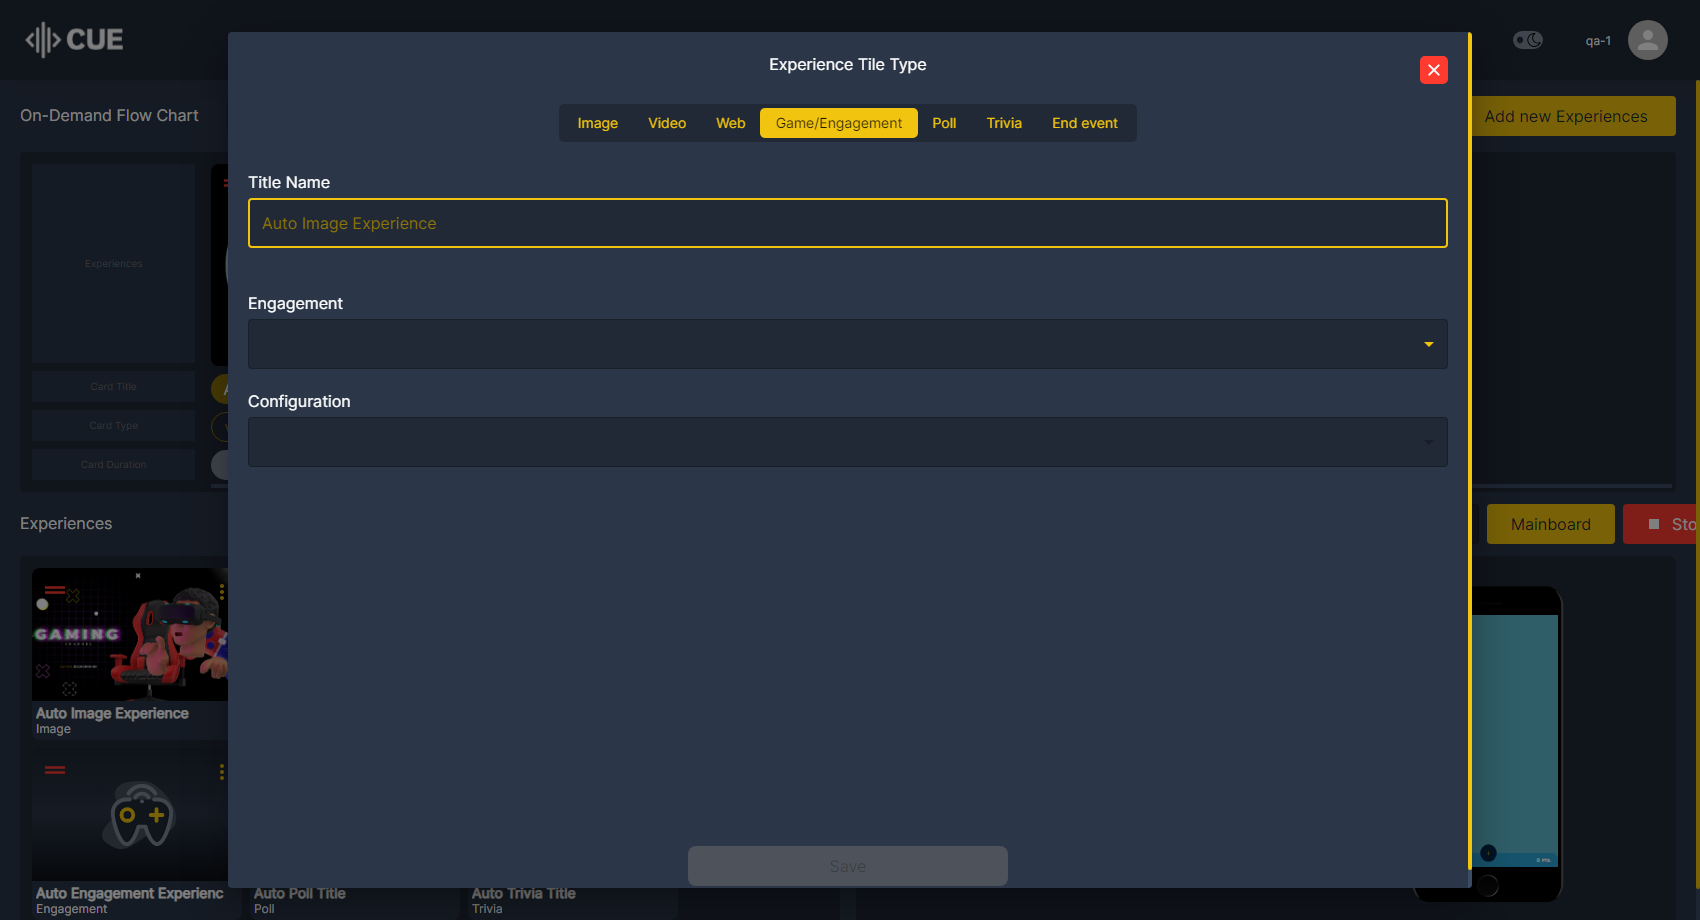 CUE
qa-1
Experience Tile Type
Image
Video
Web
Game/Engagement
Poll
Trivia
End event
On-Demand Flow Chart
Add new Experiences
Title Name
Auto Image Experience
Experiences
Engagement
Card Title
Configuration
Card Type
Card Duration
Experiences
Mainboard
Sto
GAMING
Auto Image Experience
Image
Save
Auto Engagement Experienc
Engagement
Auto Poll Title
Poll
Auto Trivia Title
Trivia